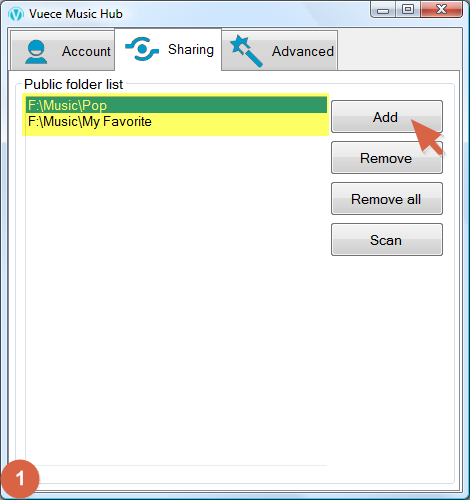 Vuece Music Hub
Account
Sharing
Advanced
Public folder list
F:\Music\Pop
F:\Music\My Favorite
Add
Remove
Remove all
Scan
1